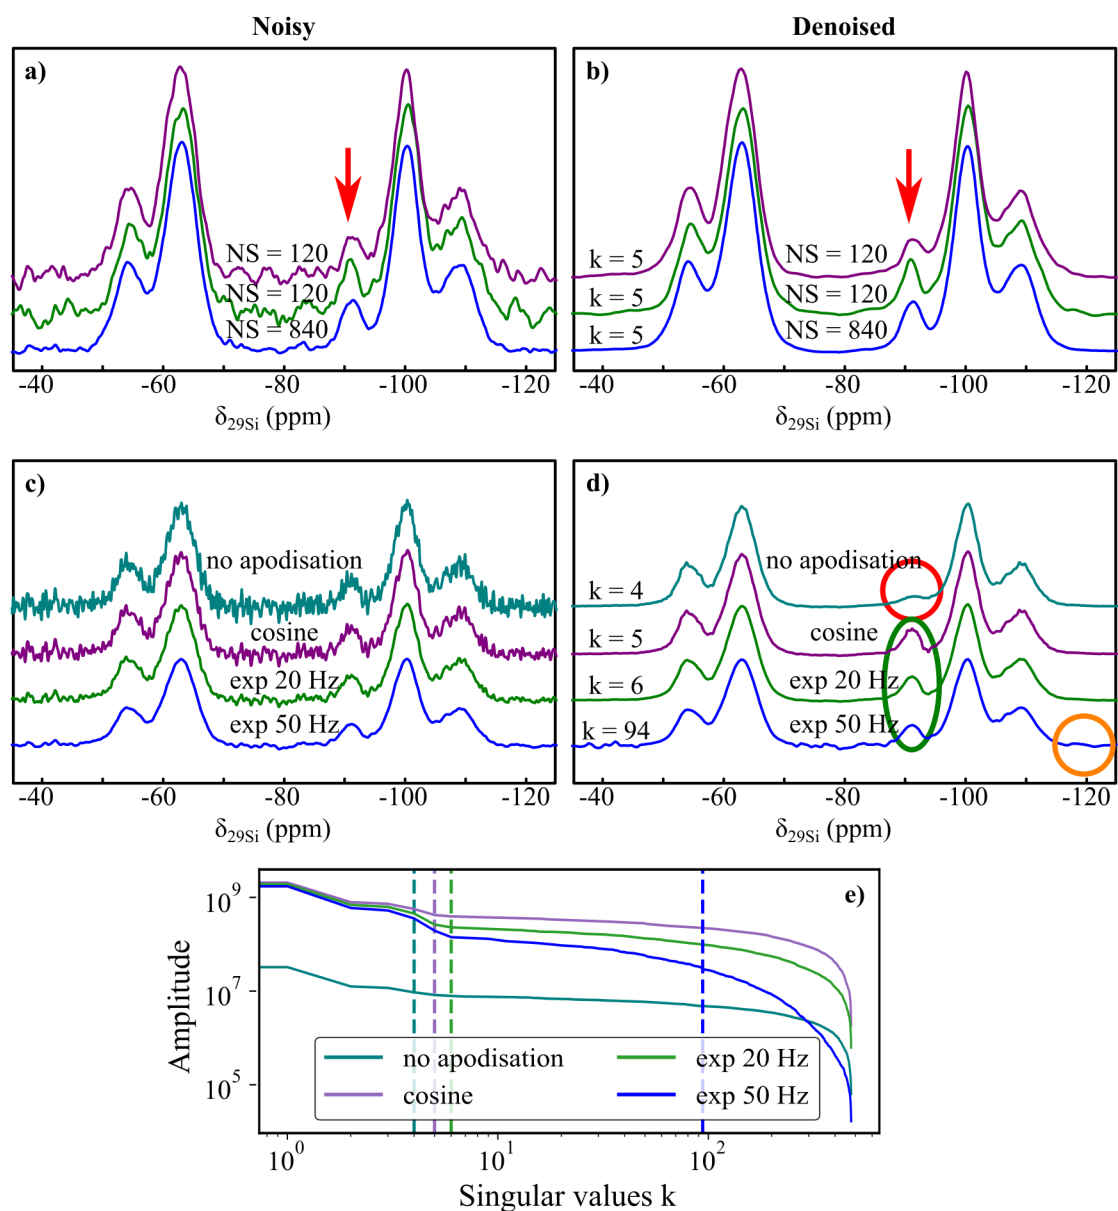 Noisy
Denoised
a)
NS = 120
NS = 120
NS = 840
-40 -60 -80 -100 -120
δ29Si (ppm)
b)
k = 5 NS = 120
k = 5 NS = 120
k = 5 NS = 840
-40 -60 -80 -100 -120
δ29Si (ppm)
c)
no apodisation
cosine
exp 20 Hz
exp 50 Hz
-40 -60 -80 -100 -120
δ29Si (ppm)
d)
no apodisation
k = 4
k = 5 cosine
k = 6 exp 20 Hz
k = 94 exp 50 Hz
-40 -60 -80 -100 -120
δ29Si (ppm)
e)
Amplitude
10^9
10^7
10^5
no apodisation exp 20 Hz
cosine exp 50 Hz
10^0 10^1 10^2
Singular values k